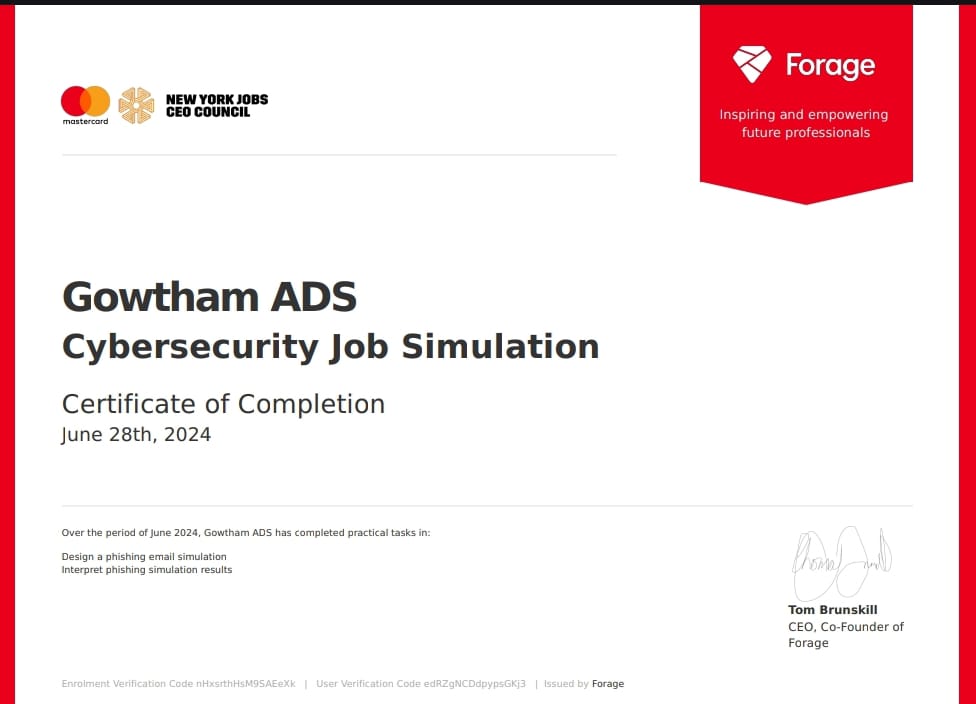 mastercard
NEW YORK JOBS
CEO COUNCIL
Forage
Inspiring and empowering
future professionals
Gowtham ADS
Cybersecurity Job Simulation
Certificate of Completion
June 28th, 2024
Over the period of June 2024, Gowtham ADS has completed practical tasks in:
Design a phishing email simulation
Interpret phishing simulation results
Tom Brunskill
CEO, Co-Founder of
Forage
Enrolment Verification Code nHxsrthHsM9SAEeXk | User Verification Code edRZgNCDdpypsGKj3 | Issued by Forage